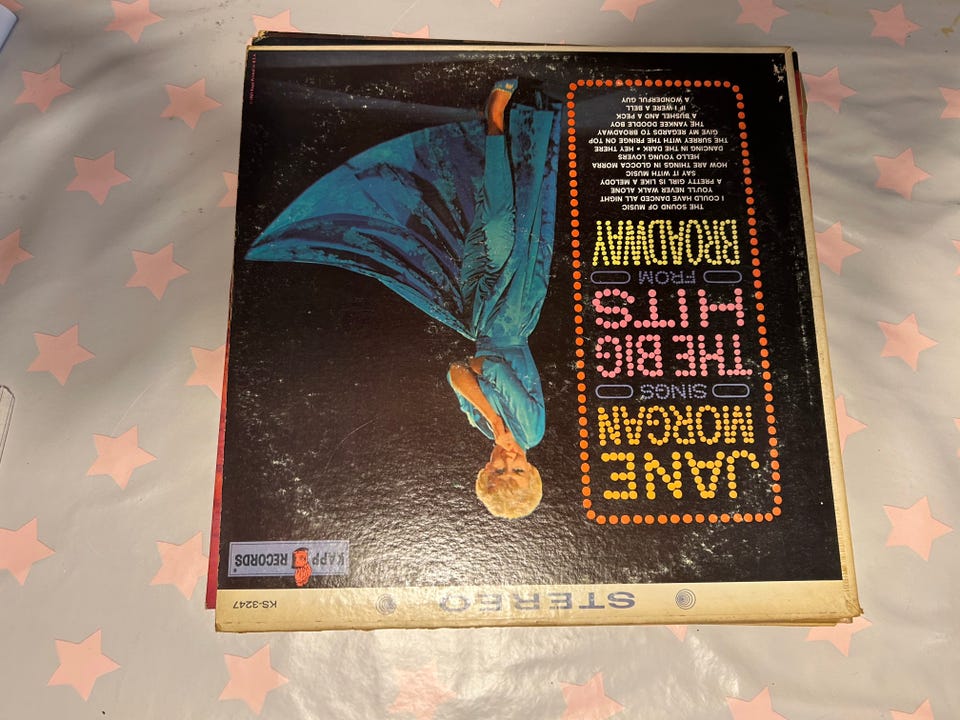 STEREO
KS-3247
KAPP RECORDS
JANE
MORGAN
SINGS
THE BIG
HITS
FROM
BROADWAY
THE SOUND OF MUSIC
I COULD HAVE DANCED ALL NIGHT
YOU'LL NEVER WALK ALONE
A PRETTY GIRL IS LIKE A MELODY
SAY IT WITH MUSIC
HOW ARE THINGS IN GLOCCA MORRA
HELLO YOUNG LOVERS
DANCING IN THE DARK • HEY THERE
THE SURREY WITH THE FRINGE ON TOP
GIVE MY REGARDS TO BROADWAY
THE YANKEE DOODLE BOY
A BUSHEL AND A PECK
IF I WERE A BELL
A WONDERFUL GUY